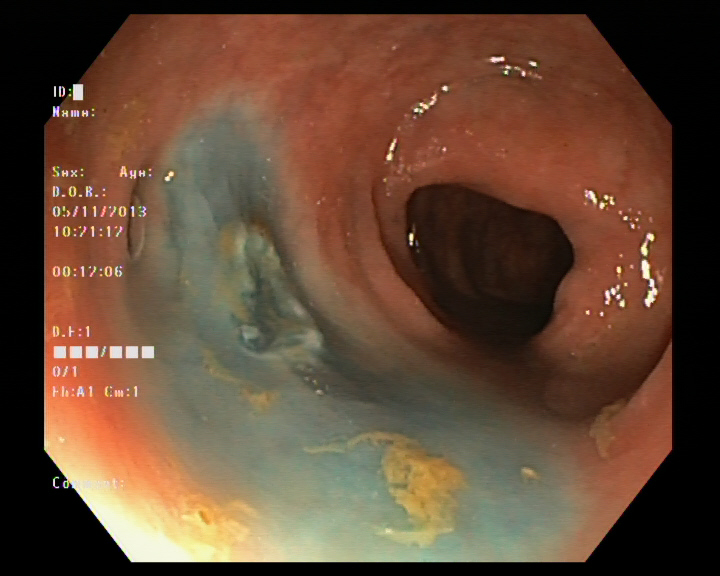 ID:
Name:
Sex: Age:
D.O.B.:
05/11/2013
10:21:12
00:12:06
D.F:1
■■■/■■■
0/1
Eh:A1 Cm:1
Comment: